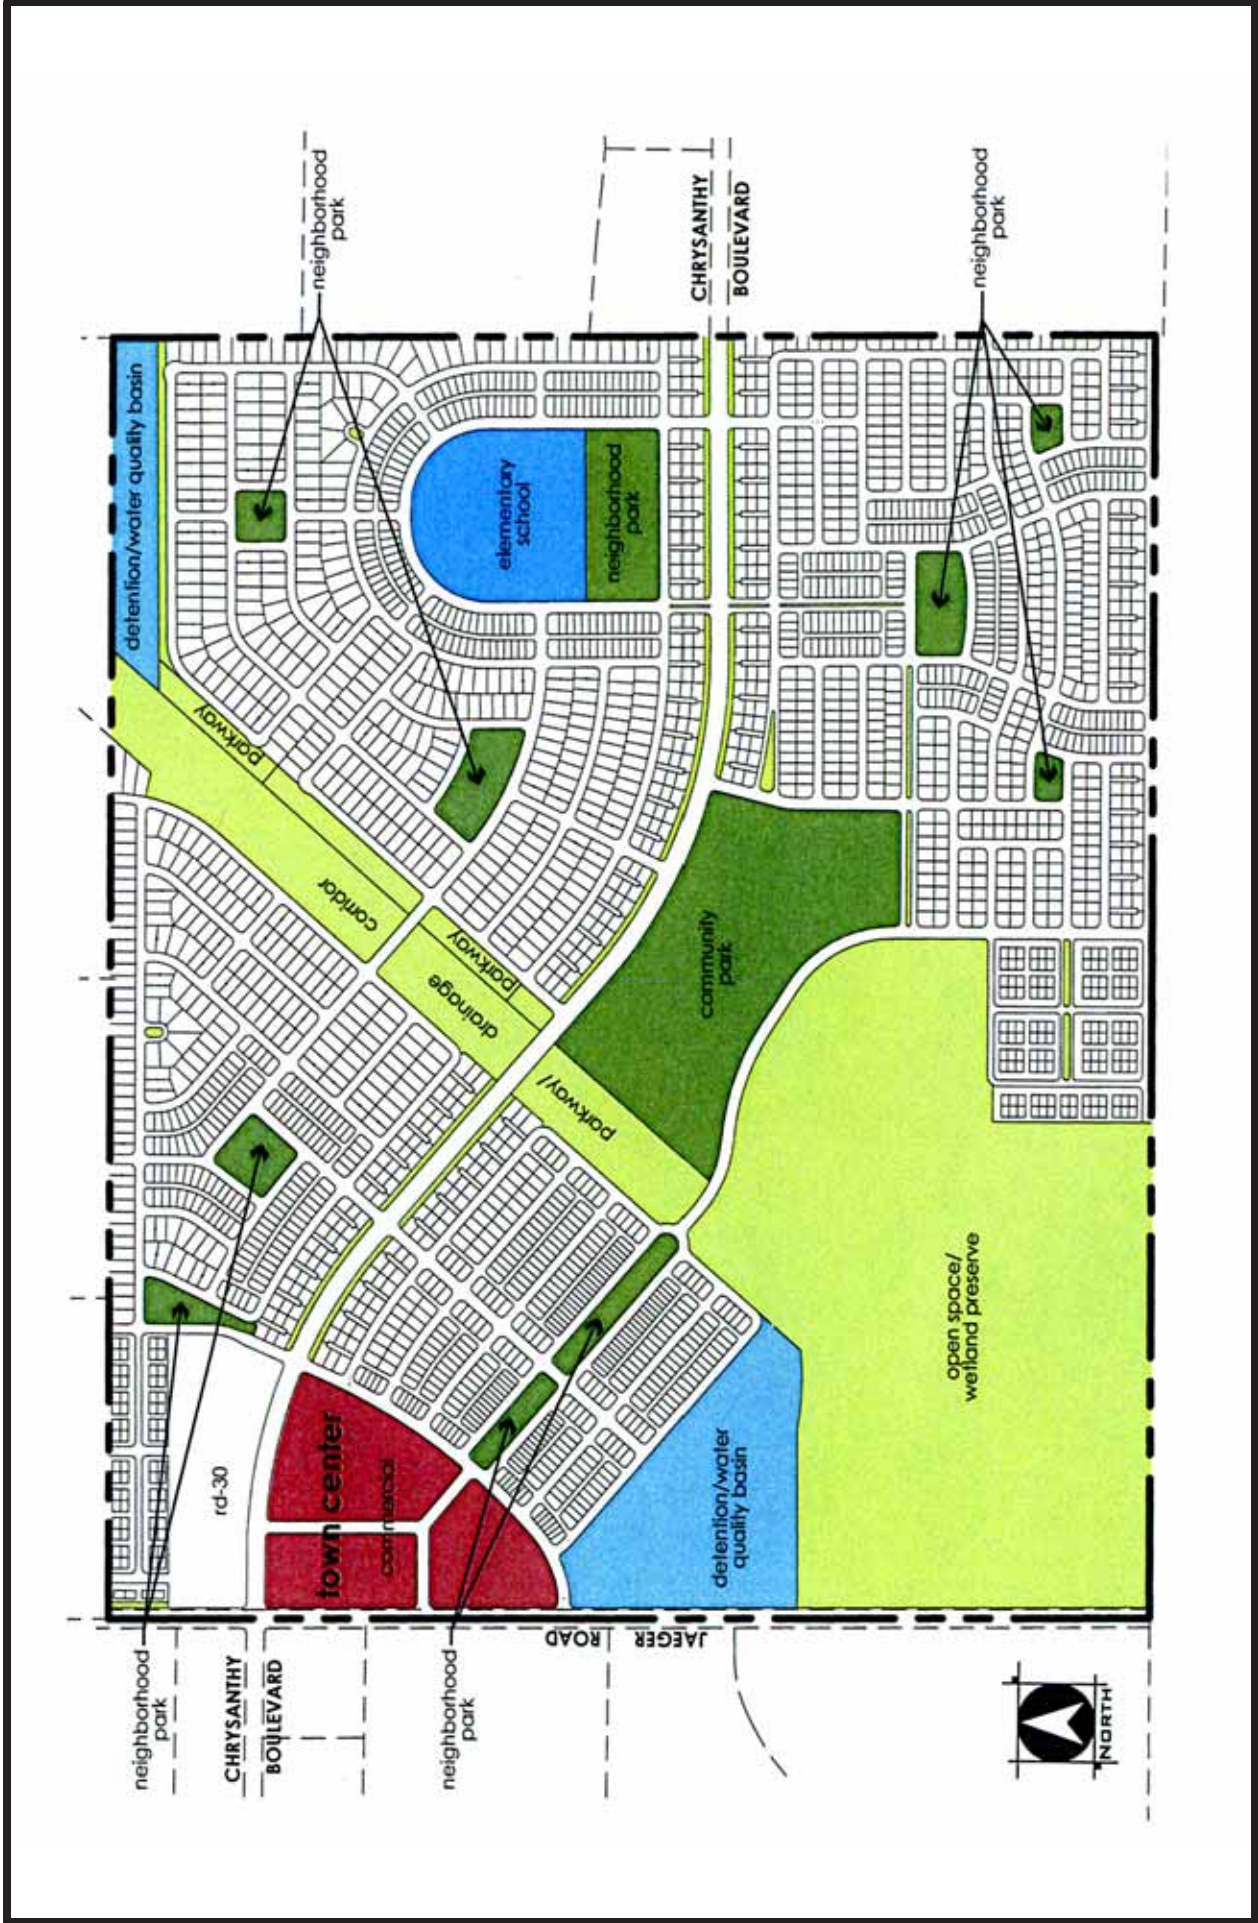 neighborhood
park
neighborhood
park
CHRYSANTHY
BOULEVARD
detention/water quality basin
elementary
school
neighborhood
park
parkway
parkway
corridor
parkway
parkway
drainage
parkway/
community
park
open space/
wetland preserve
rd-30
town center
commercial
detention/water
quality basin
JAEGER
ROAD
neighborhood
park
CHRYSANTHY
BOULEVARD
neighborhood
park
NORTH